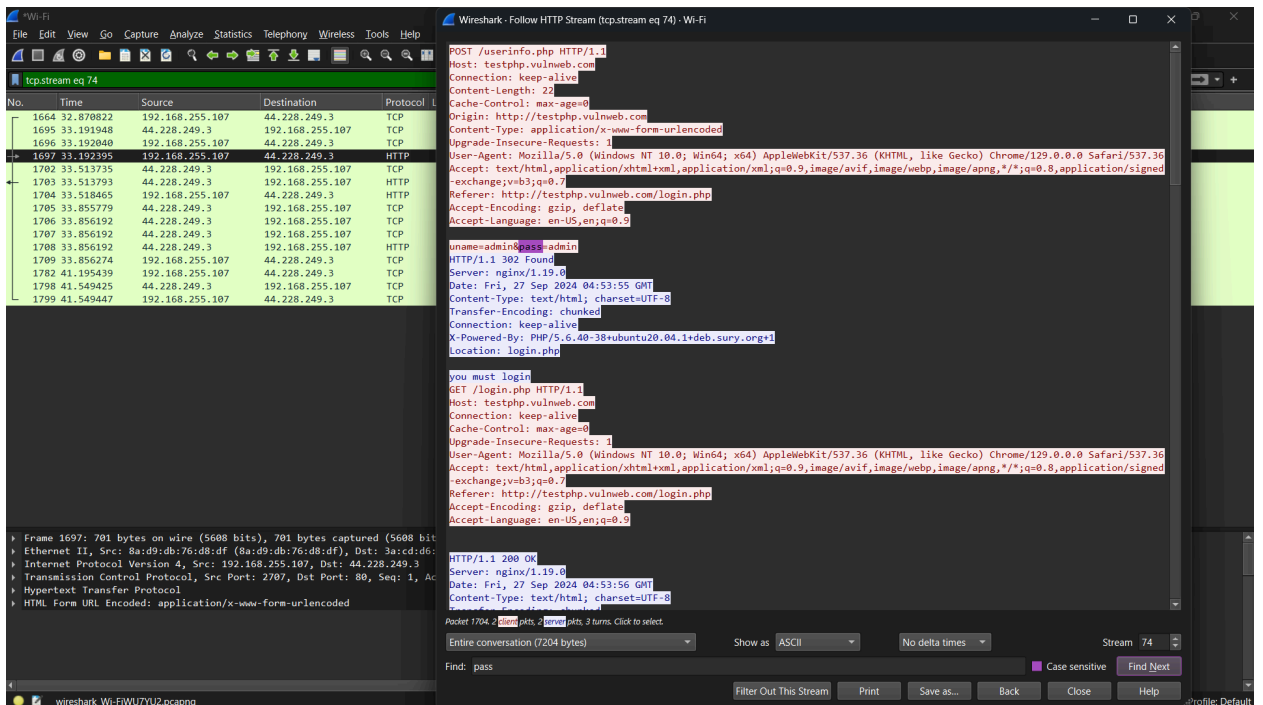 *Wi-Fi
File Edit View Go Capture Analyze Statistics Telephony Wireless Tools Help
tcp.stream eq 74
No. Time Source Destination Protocol L
1664 32.870822 192.168.255.107 44.228.249.3 TCP
1695 33.191948 44.228.249.3 192.168.255.107 TCP
1696 33.192040 192.168.255.107 44.228.249.3 TCP
1697 33.192395 192.168.255.107 44.228.249.3 HTTP
1702 33.513735 44.228.249.3 192.168.255.107 TCP
1703 33.513793 44.228.249.3 192.168.255.107 HTTP
1704 33.518465 192.168.255.107 44.228.249.3 HTTP
1705 33.855779 44.228.249.3 192.168.255.107 TCP
1706 33.856192 44.228.249.3 192.168.255.107 TCP
1707 33.856192 44.228.249.3 192.168.255.107 TCP
1708 33.856192 44.228.249.3 192.168.255.107 HTTP
1709 33.856274 192.168.255.107 44.228.249.3 TCP
1782 41.195439 192.168.255.107 44.228.249.3 TCP
1798 41.549425 44.228.249.3 192.168.255.107 TCP
1799 41.549447 192.168.255.107 44.228.249.3 TCP
Frame 1697: 701 bytes on wire (5608 bits), 701 bytes captured (5608 bit
Ethernet II, Src: 8a:d9:db:76:d8:df (8a:d9:db:76:d8:df), Dst: 3a:cd:d6:
Internet Protocol Version 4, Src: 192.168.255.107, Dst: 44.228.249.3
Transmission Control Protocol, Src Port: 2707, Dst Port: 80, Seq: 1, Ac
Hypertext Transfer Protocol
HTML Form URL Encoded: application/x-www-form-urlencoded
wireshark_Wi-FiWU7YU2.pcapng
Profile: Default
Wireshark · Follow HTTP Stream (tcp.stream eq 74) · Wi-Fi
POST /userinfo.php HTTP/1.1
Host: testphp.vulnweb.com
Connection: keep-alive
Content-Length: 22
Cache-Control: max-age=0
Origin: http://testphp.vulnweb.com
Content-Type: application/x-www-form-urlencoded
Upgrade-Insecure-Requests: 1
User-Agent: Mozilla/5.0 (Windows NT 10.0; Win64; x64) AppleWebKit/537.36 (KHTML, like Gecko) Chrome/129.0.0.0 Safari/537.36
Accept: text/html,application/xhtml+xml,application/xml;q=0.9,image/avif,image/webp,image/apng,*/*;q=0.8,application/signed
-exchange;v=b3;q=0.7
Referer: http://testphp.vulnweb.com/login.php
Accept-Encoding: gzip, deflate
Accept-Language: en-US,en;q=0.9
uname=admin&pass=admin
HTTP/1.1 302 Found
Server: nginx/1.19.0
Date: Fri, 27 Sep 2024 04:53:55 GMT
Content-Type: text/html; charset=UTF-8
Transfer-Encoding: chunked
Connection: keep-alive
X-Powered-By: PHP/5.6.40-38+ubuntu20.04.1+deb.sury.org+1
Location: login.php
you must login
GET /login.php HTTP/1.1
Host: testphp.vulnweb.com
Connection: keep-alive
Cache-Control: max-age=0
Upgrade-Insecure-Requests: 1
User-Agent: Mozilla/5.0 (Windows NT 10.0; Win64; x64) AppleWebKit/537.36 (KHTML, like Gecko) Chrome/129.0.0.0 Safari/537.36
Accept: text/html,application/xhtml+xml,application/xml;q=0.9,image/avif,image/webp,image/apng,*/*;q=0.8,application/signed
-exchange;v=b3;q=0.7
Referer: http://testphp.vulnweb.com/login.php
Accept-Encoding: gzip, deflate
Accept-Language: en-US,en;q=0.9
HTTP/1.1 200 OK
Server: nginx/1.19.0
Date: Fri, 27 Sep 2024 04:53:56 GMT
Content-Type: text/html; charset=UTF-8
Transfer-Encoding: chunked
Packet 1704. 2 client pkts, 2 server pkts, 3 turns. Click to select.
Entire conversation (7204 bytes) Show as ASCII No delta times Stream 74
Find: pass Case sensitive Find Next
Filter Out This Stream Print Save as... Back Close Help